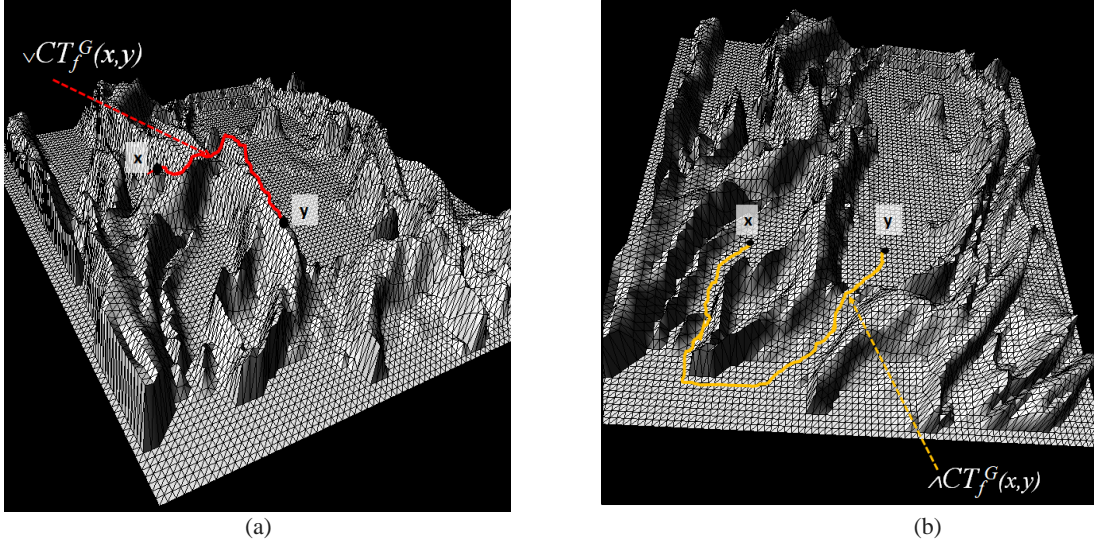 ∨CT_f^G(x,y)
x
y
(a)
x
y
∧CT_f^G(x,y)
(b)